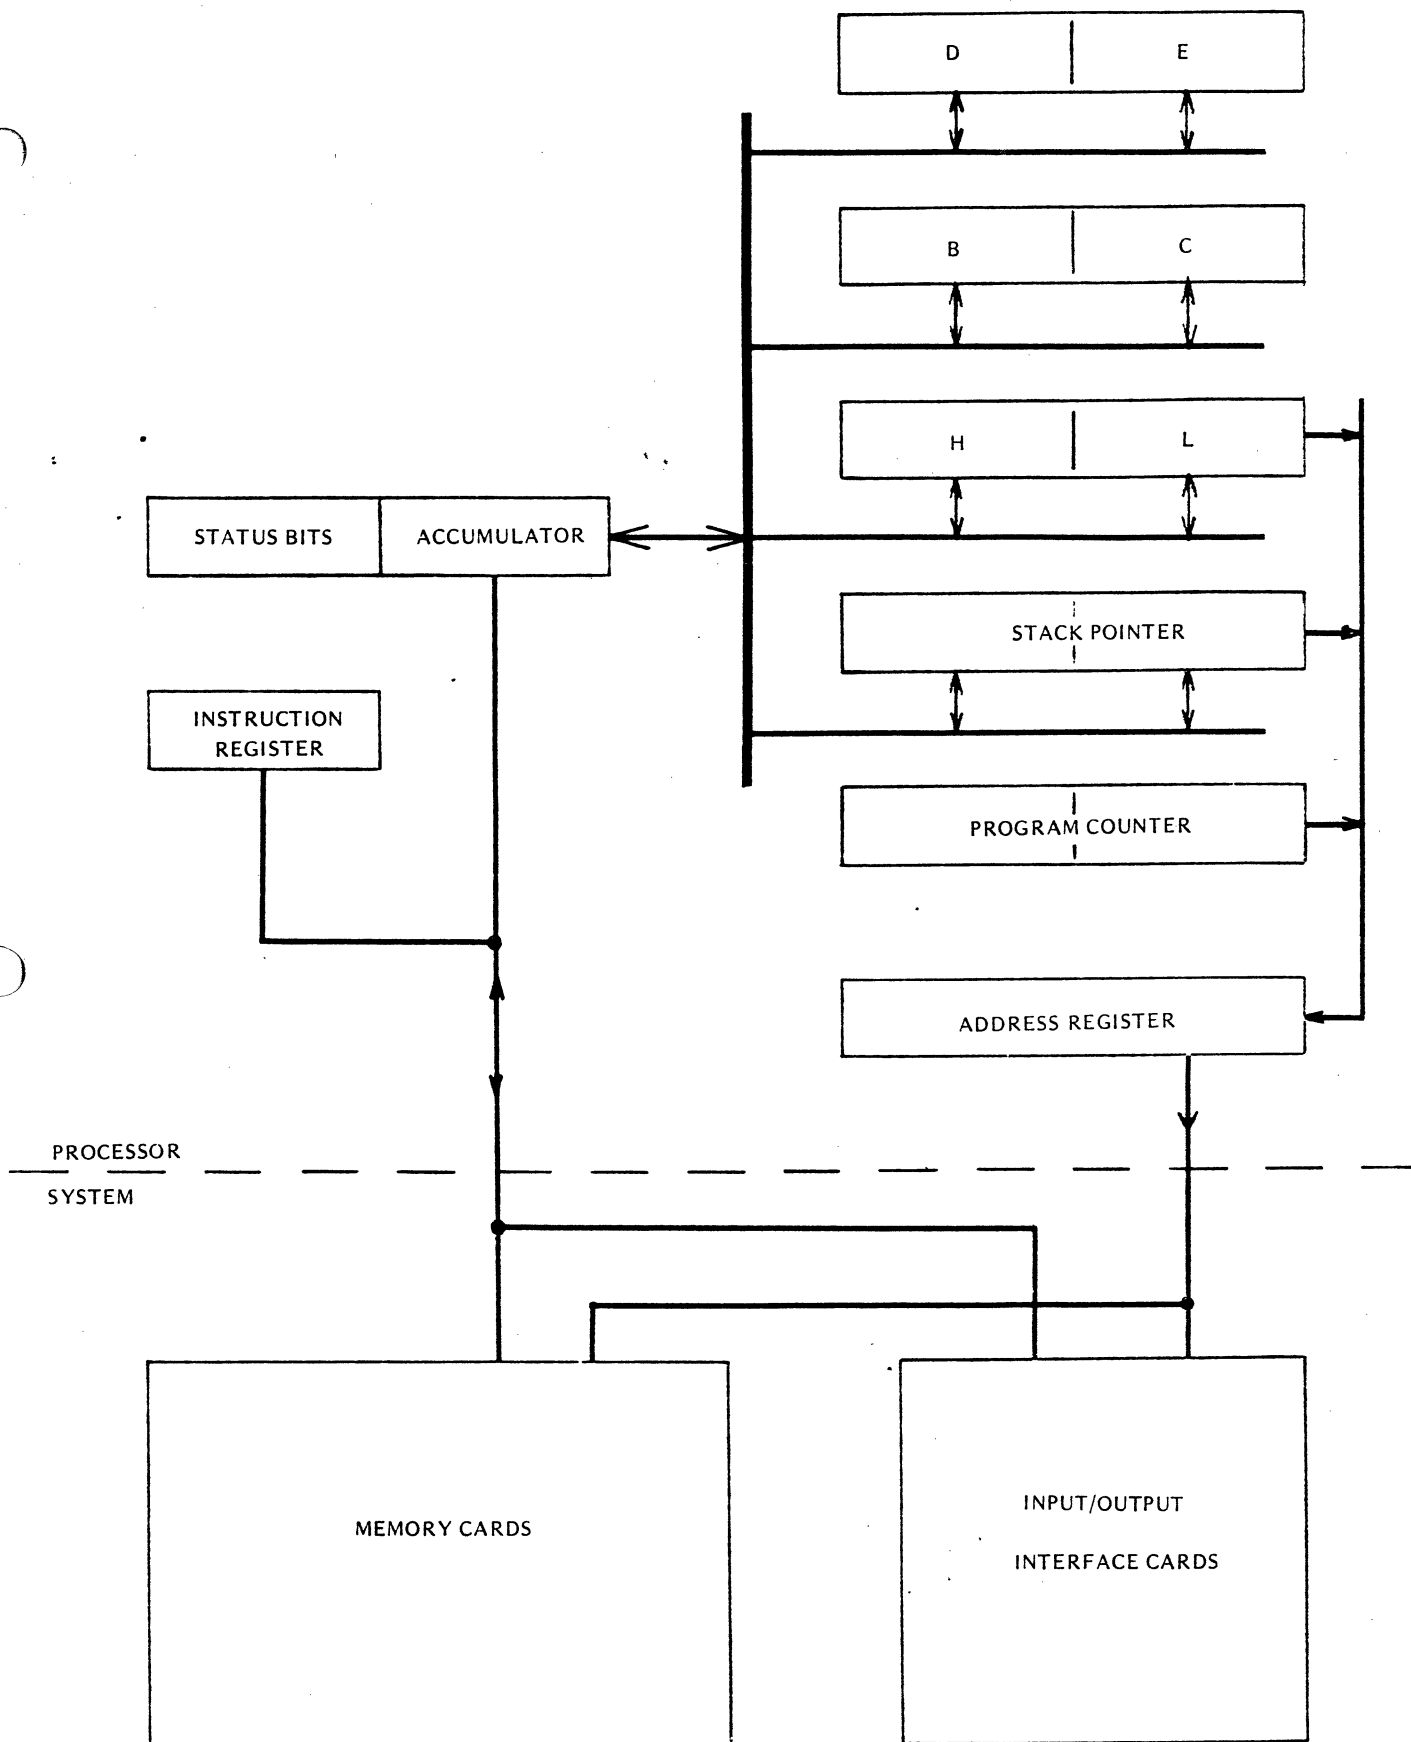 D E
B C
H L
STATUS BITS ACCUMULATOR
STACK POINTER
INSTRUCTION
REGISTER
PROGRAM COUNTER
ADDRESS REGISTER
PROCESSOR
SYSTEM
MEMORY CARDS
INPUT/OUTPUT
INTERFACE CARDS